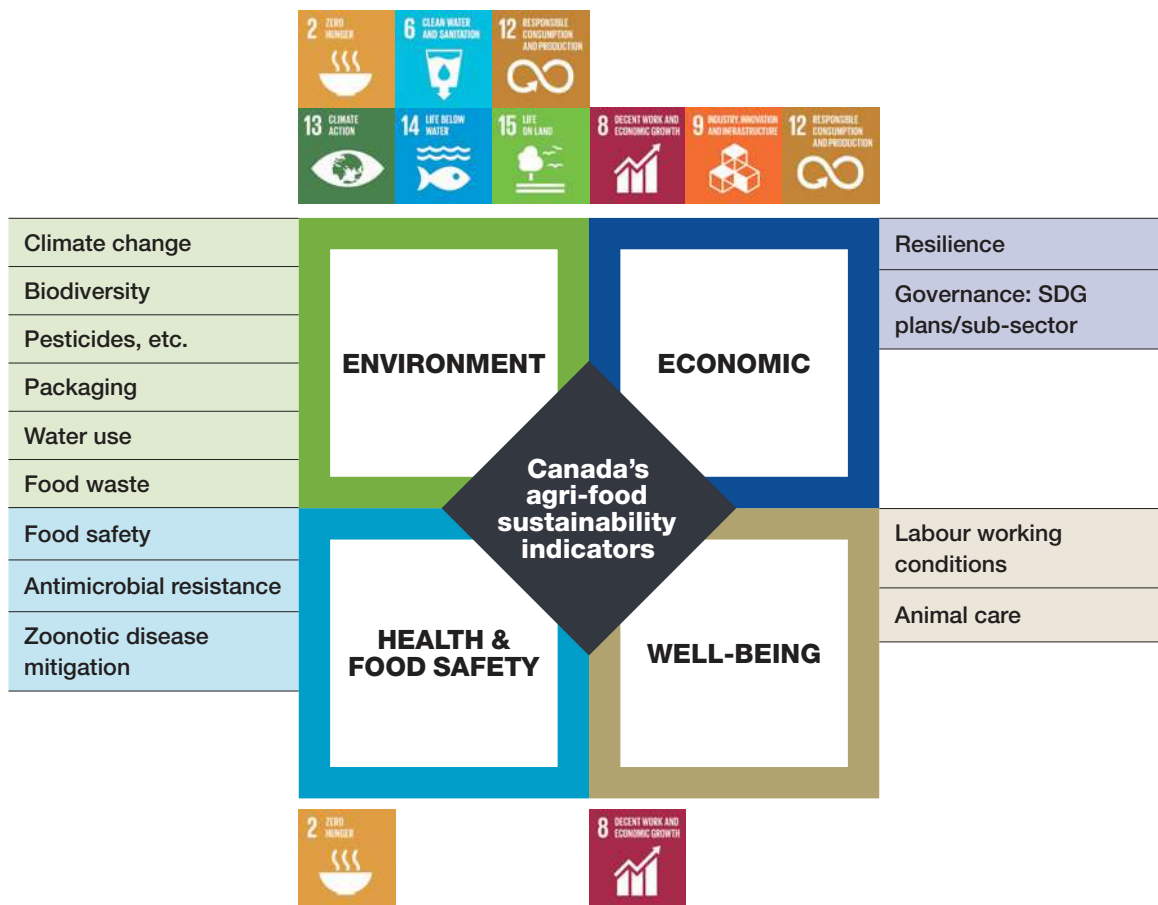 2 ZERO
HUNGER
6 CLEAN WATER
AND SANITATION
12 RESPONSIBLE
CONSUMPTION
AND PRODUCTION
13 CLIMATE
ACTION
14 LIFE BELOW
WATER
15 LIFE
ON LAND
8 DECENT WORK AND
ECONOMIC GROWTH
9 INDUSTRY, INNOVATION
AND INFRASTRUCTURE
12 RESPONSIBLE
CONSUMPTION
AND PRODUCTION
Climate change
Biodiversity
Pesticides, etc.
Packaging
Water use
Food waste
Food safety
Antimicrobial resistance
Zoonotic disease
mitigation
ENVIRONMENT
ECONOMIC
Canada's
agri-food
sustainability
indicators
HEALTH &
FOOD SAFETY
WELL-BEING
Resilience
Governance: SDG
plans/sub-sector
Labour working
conditions
Animal care
2 ZERO
HUNGER
8 DECENT WORK AND
ECONOMIC GROWTH